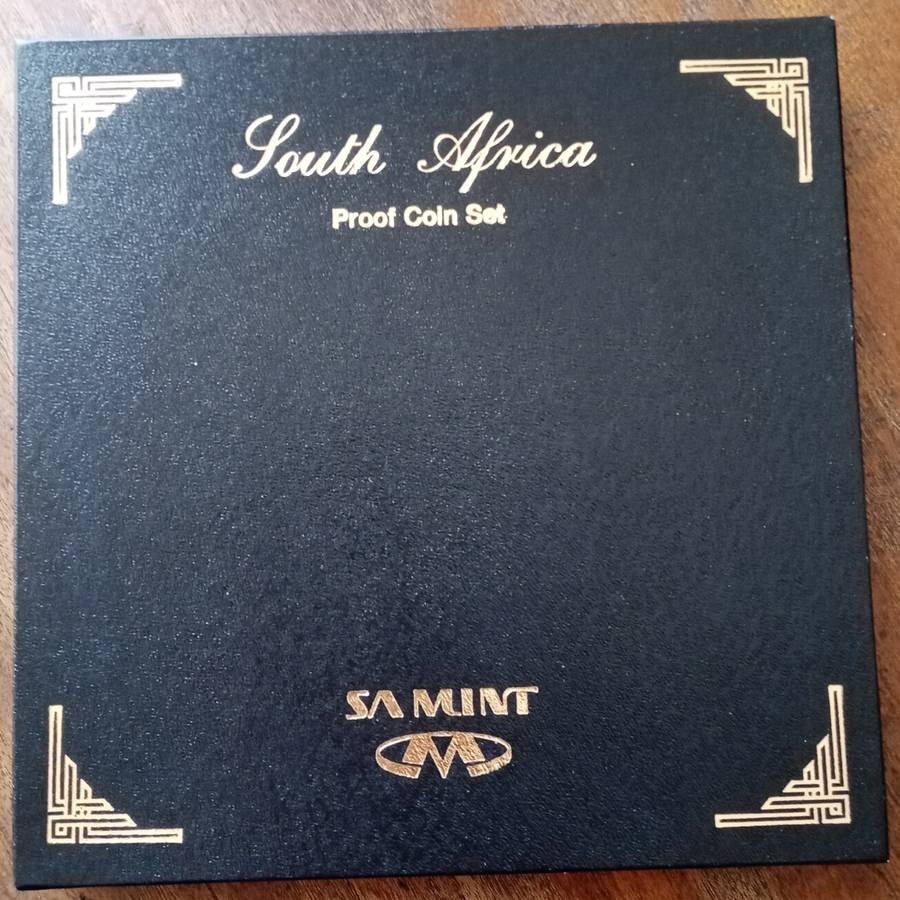 South Africa
Proof Coin Set
SA MINT
M